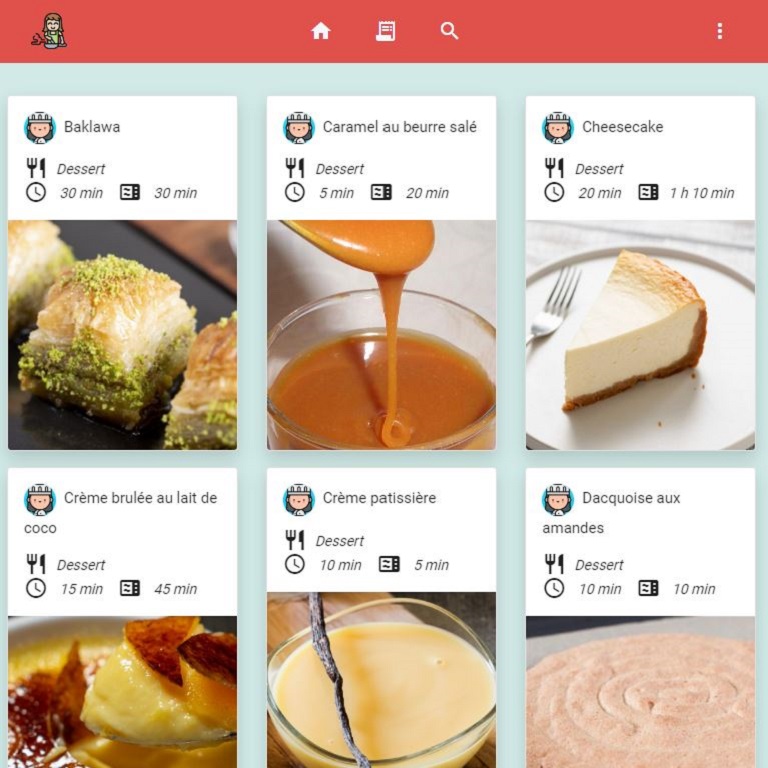 Baklawa
Dessert
30 min 30 min
Caramel au beurre salé
Dessert
5 min 20 min
Cheesecake
Dessert
20 min 1 h 10 min
Crème brulée au lait de
coco
Dessert
15 min 45 min
Crème patissière
Dessert
10 min 5 min
Dacquoise aux
amandes
Dessert
10 min 10 min